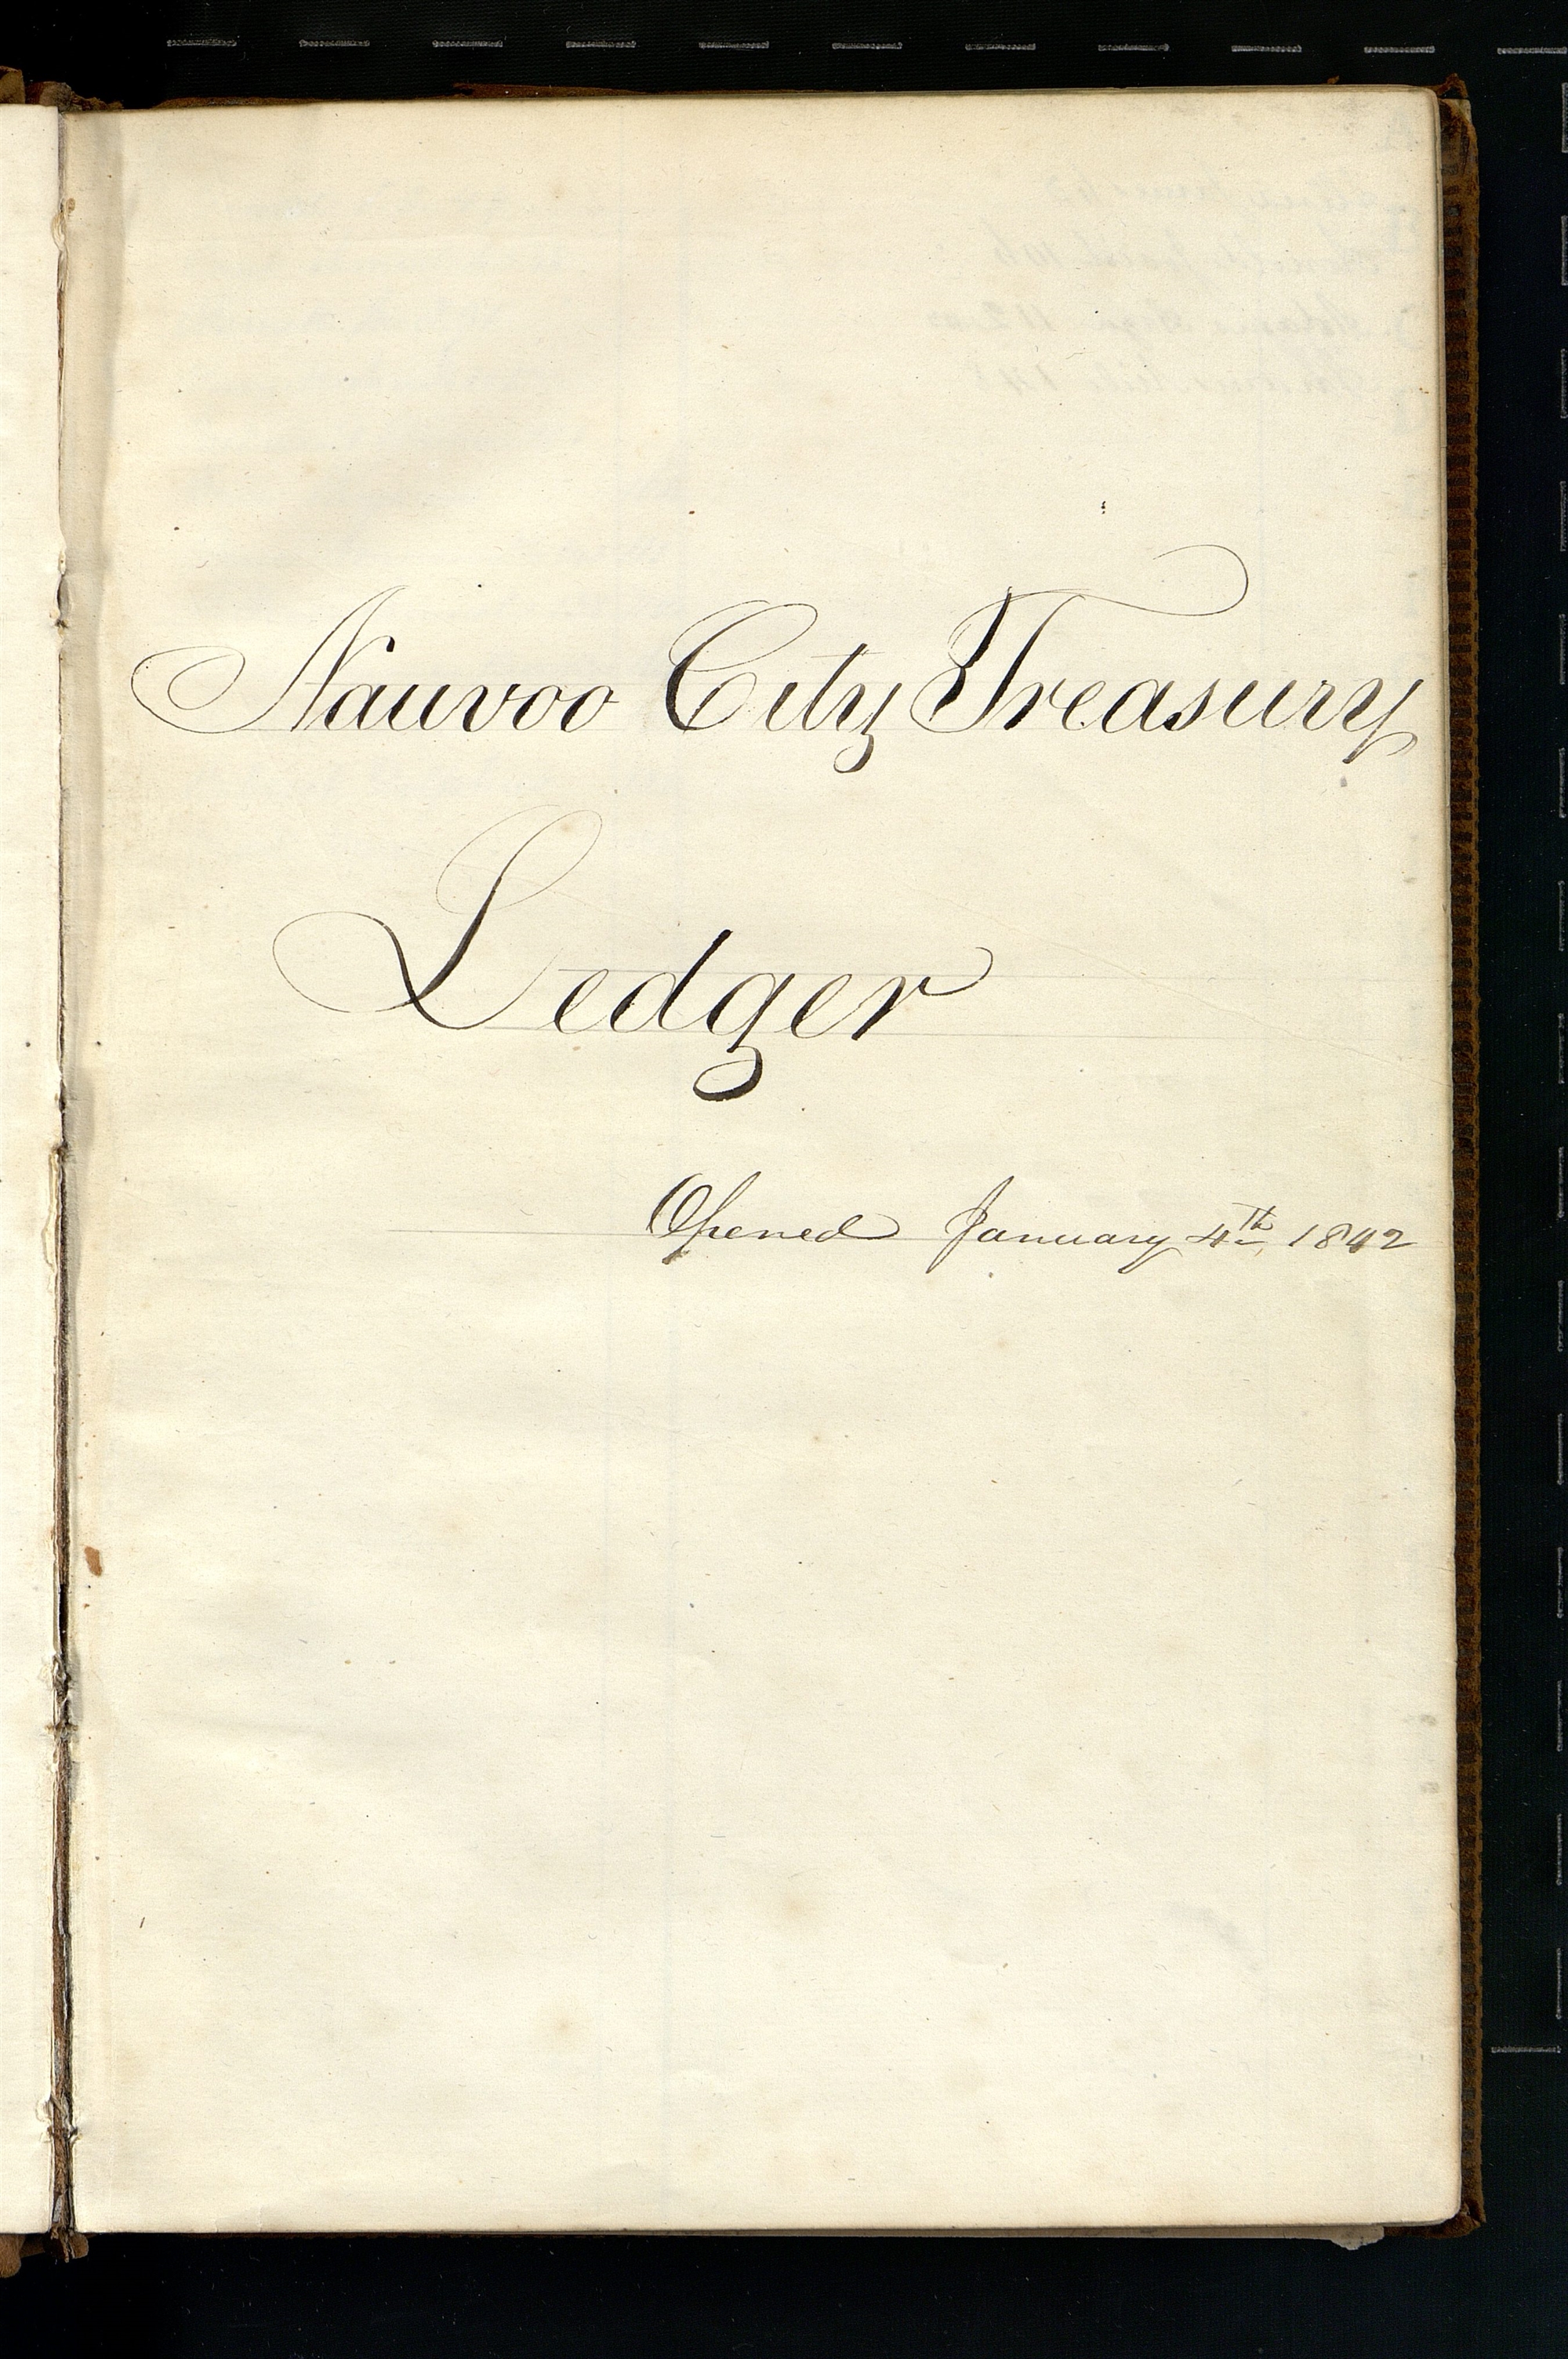 Nauvoo City Treasury
Ledger
Opened January 4th 1842